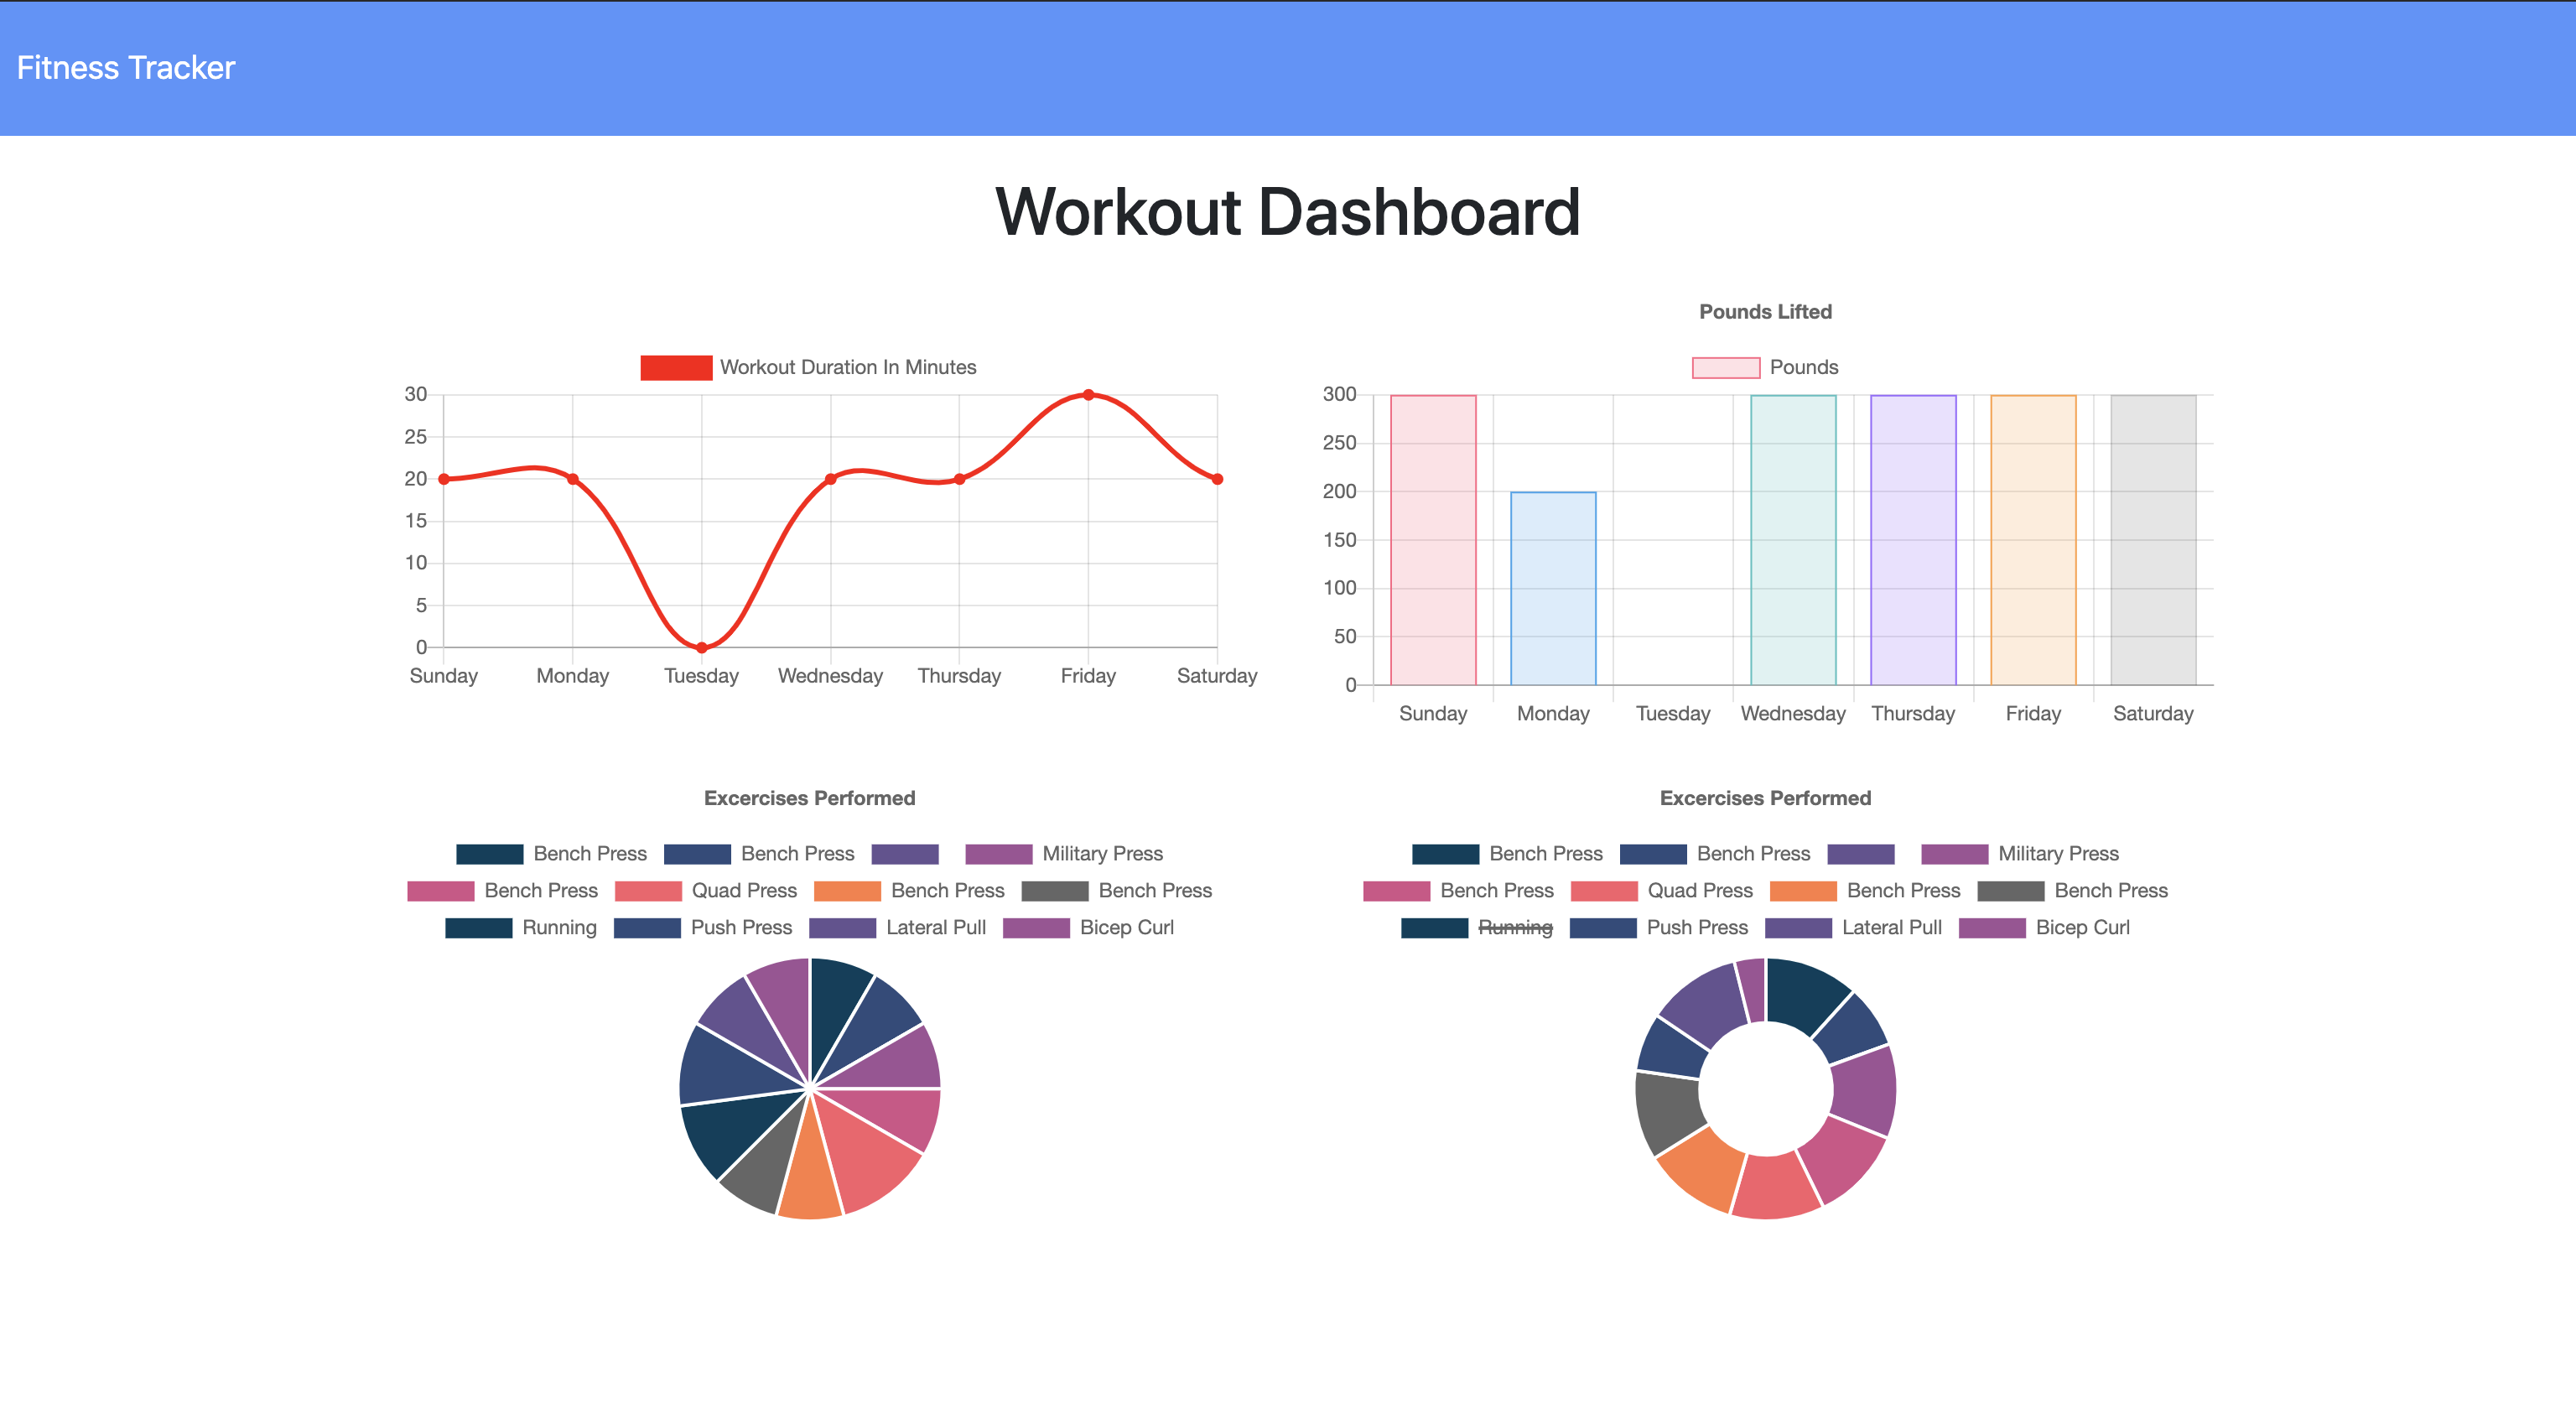 Fitness Tracker
Workout Dashboard
Workout Duration In Minutes
30
25
20
15
10
5
0
Sunday Monday Tuesday Wednesday Thursday Friday Saturday
Pounds Lifted
Pounds
300
250
200
150
100
50
0
Sunday Monday Tuesday Wednesday Thursday Friday Saturday
Excercises Performed
Bench Press Bench Press Military Press
Bench Press Quad Press Bench Press Bench Press
Running Push Press Lateral Pull Bicep Curl
Excercises Performed
Bench Press Bench Press Military Press
Bench Press Quad Press Bench Press Bench Press
Running Push Press Lateral Pull Bicep Curl